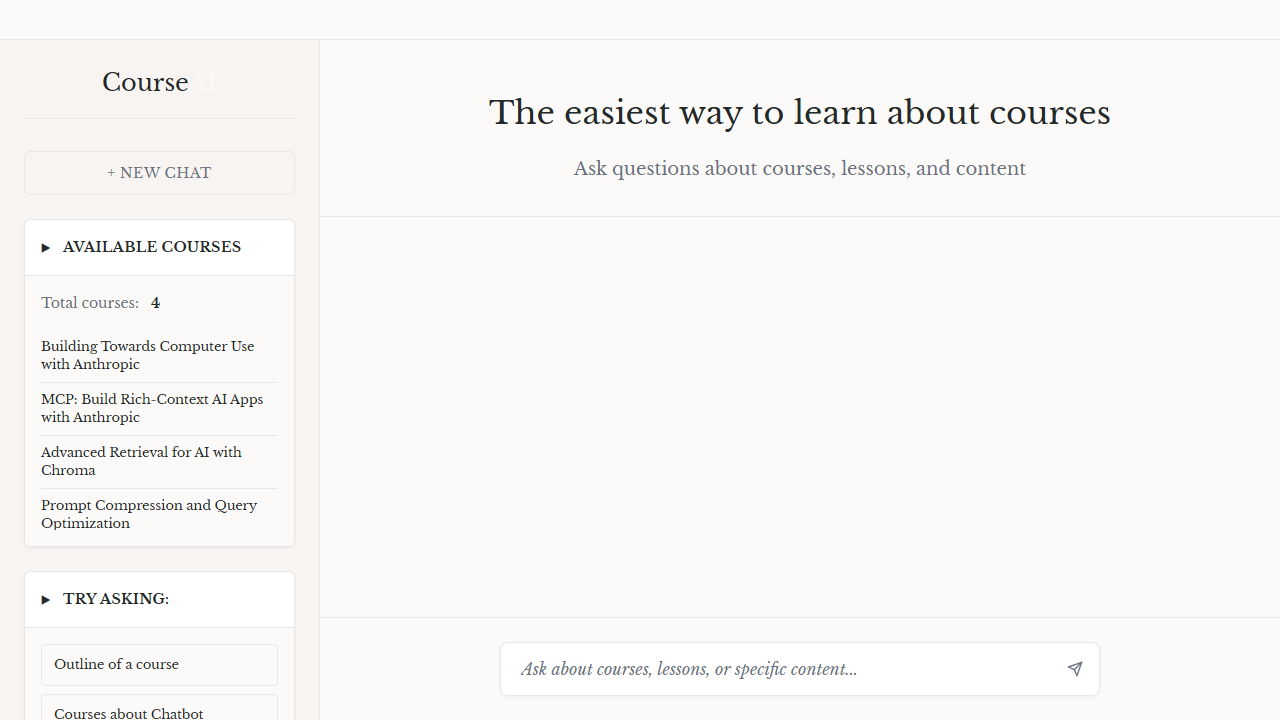 CourseAI
+ NEW CHAT
▶ AVAILABLE COURSES
Total courses: 4
Building Towards Computer Use
with Anthropic
MCP: Build Rich-Context AI Apps
with Anthropic
Advanced Retrieval for AI with
Chroma
Prompt Compression and Query
Optimization
▶ TRY ASKING:
Outline of a course
Courses about Chatbot
The easiest way to learn about courses
Ask questions about courses, lessons, and content
Ask about courses, lessons, or specific content...